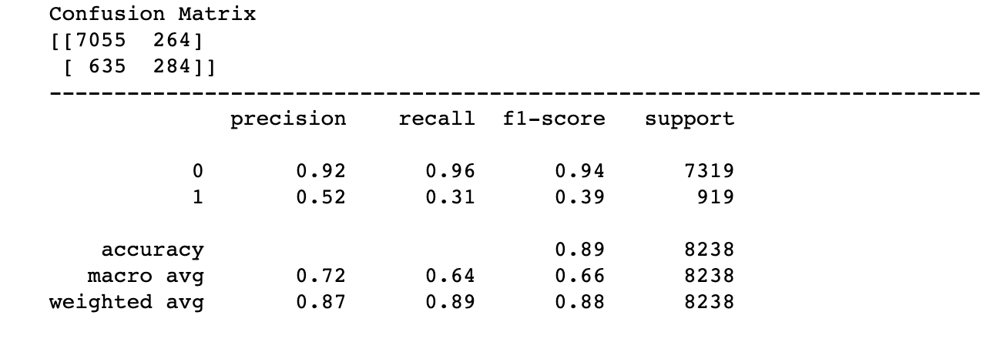 Confusion Matrix
[[7055  264]
 [ 635  284]]
------------------------------------------------------------------------
              precision    recall  f1-score   support

           0       0.92      0.96      0.94      7319
           1       0.52      0.31      0.39       919

    accuracy                           0.89      8238
   macro avg       0.72      0.64      0.66      8238
weighted avg       0.87      0.89      0.88      8238